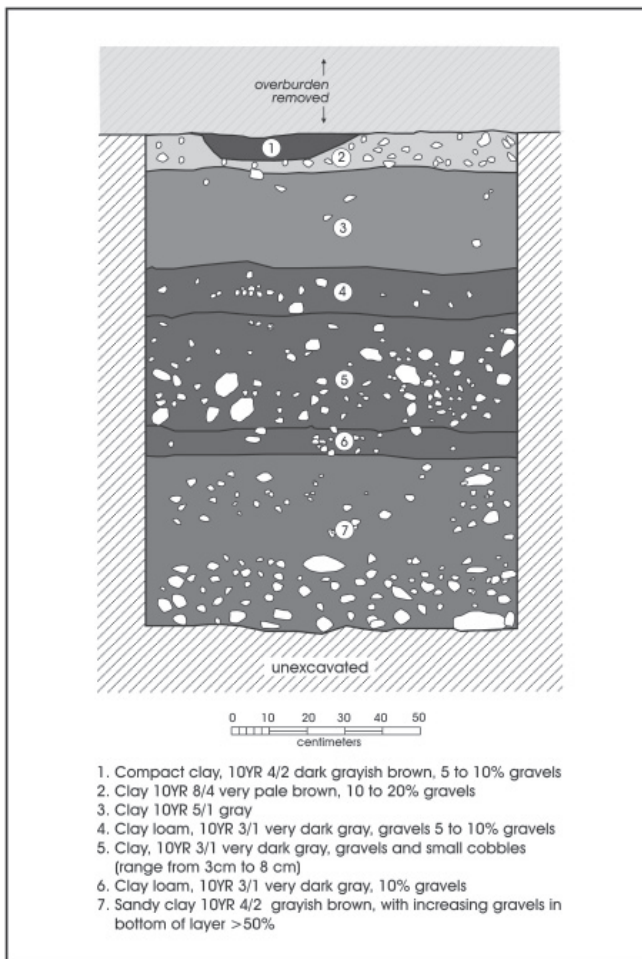 overburden
removed
1
2
3
4
5
6
7
unexcavated
0 10 20 30 40 50
centimeters
1. Compact clay, 10YR 4/2 dark grayish brown, 5 to 10% gravels
2. Clay 10YR 8/4 very pale brown, 10 to 20% gravels
3. Clay 10YR 5/1 gray
4. Clay loam, 10YR 3/1 very dark gray, gravels 5 to 10% gravels
5. Clay, 10YR 3/1 very dark gray, gravels and small cobbles
(range from 3cm to 8 cm)
6. Clay loam, 10YR 3/1 very dark gray, 10% gravels
7. Sandy clay 10YR 4/2 grayish brown, with increasing gravels in
bottom of layer >50%